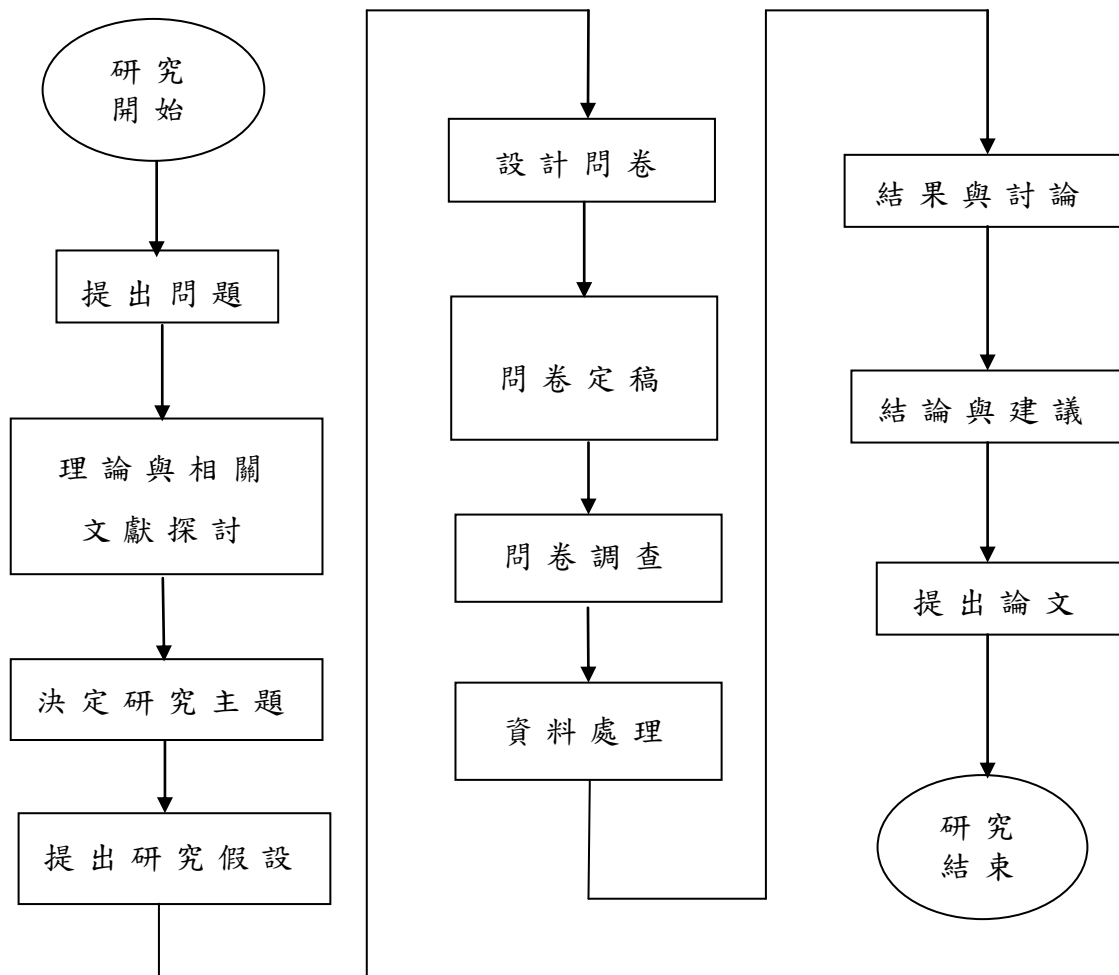 研究
開始
提出問題
理論與相關
文獻探討
決定研究主題
提出研究假設
設計問卷
問卷定稿
問卷調查
資料處理
結果與討論
結論與建議
提出論文
研究
結束